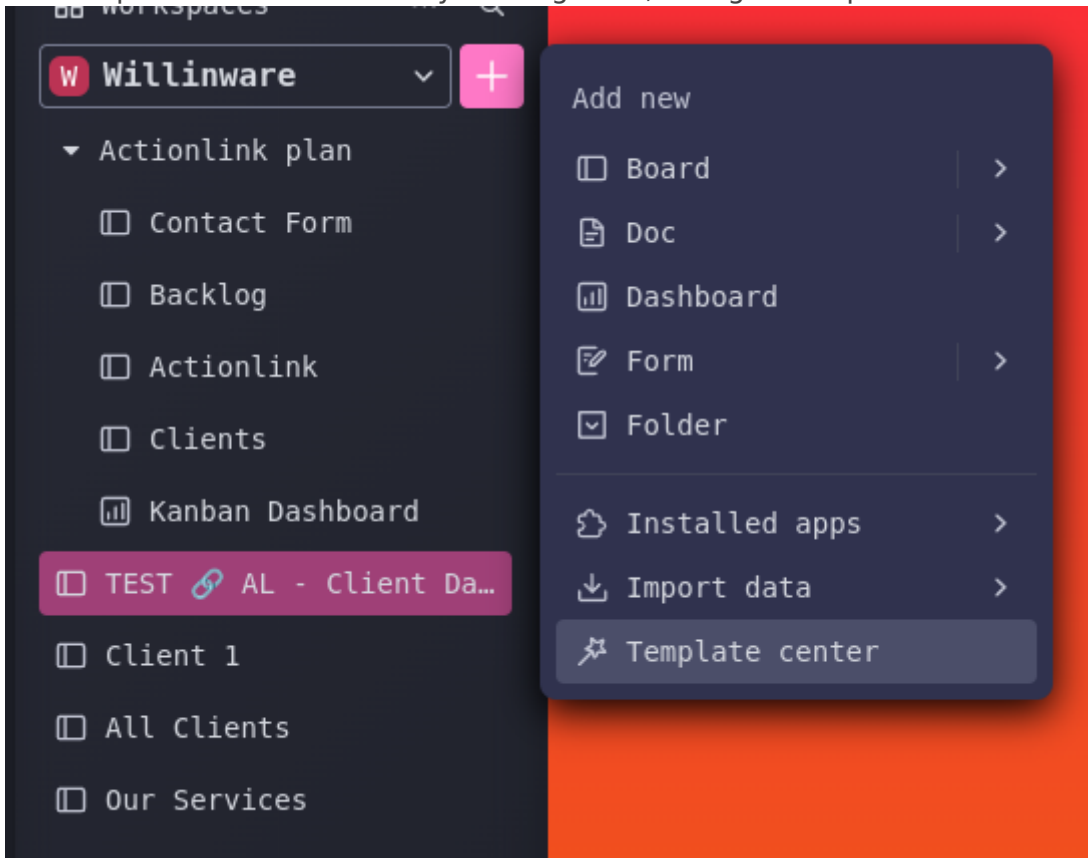 Workspaces
W Willinware
Actionlink plan
Contact Form
Backlog
Actionlink
Clients
Kanban Dashboard
TEST 🔗 AL - Client Da…
Client 1
All Clients
Our Services
Add new
Board
Doc
Dashboard
Form
Folder
Installed apps
Import data
Template center